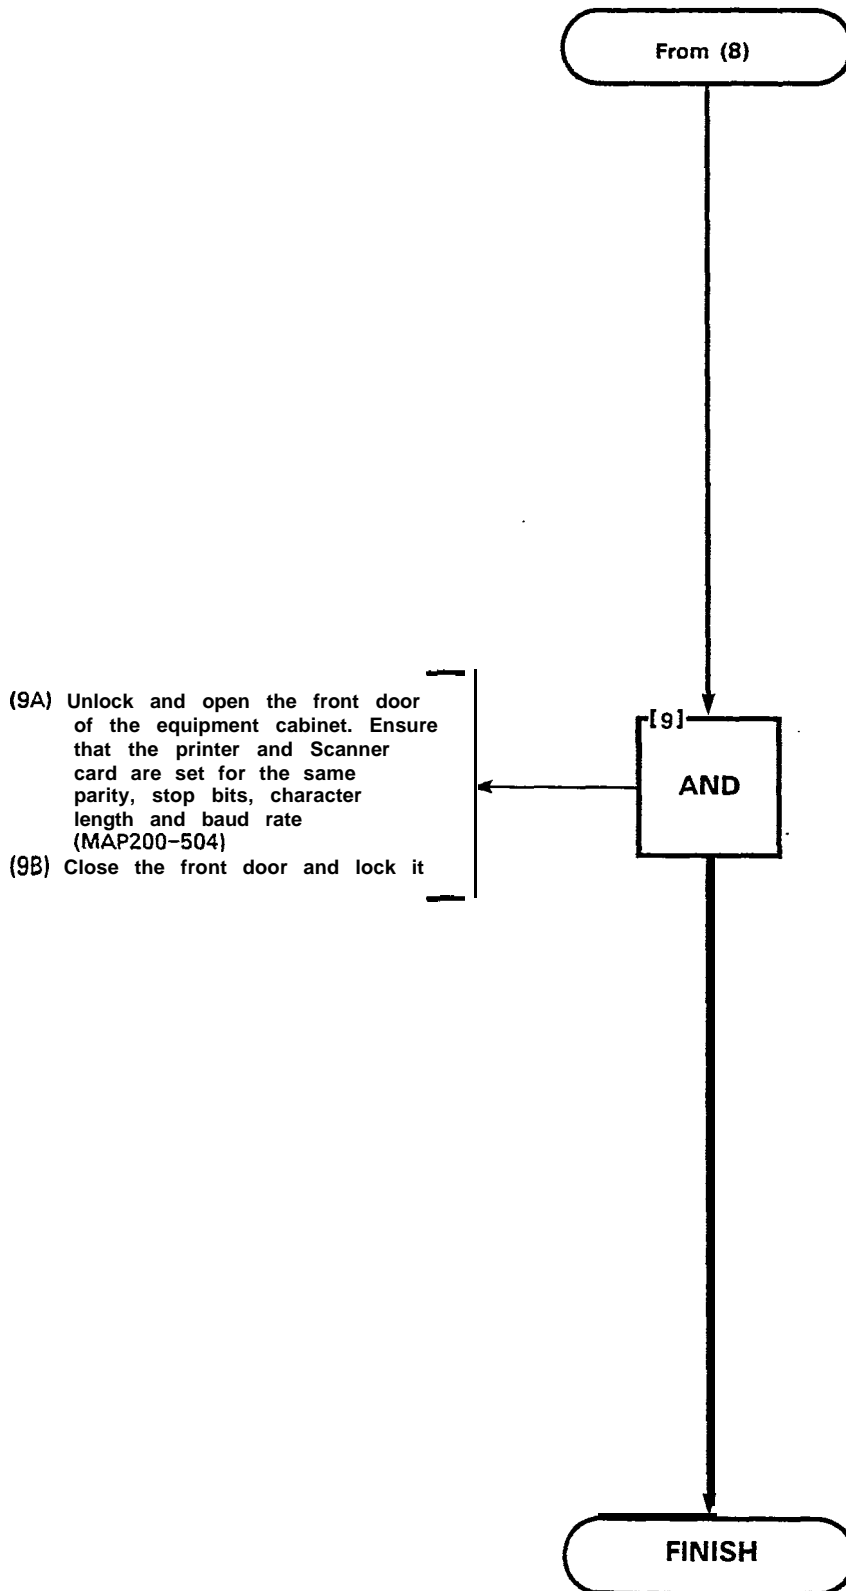 From (8)
(9A) Unlock and open the front door
of the equipment cabinet. Ensure
that the printer and Scanner
card are set for the same
parity, stop bits, character
length and baud rate
(MAP200-504)
(9B) Close the front door and lock it
[9]
AND
FINISH